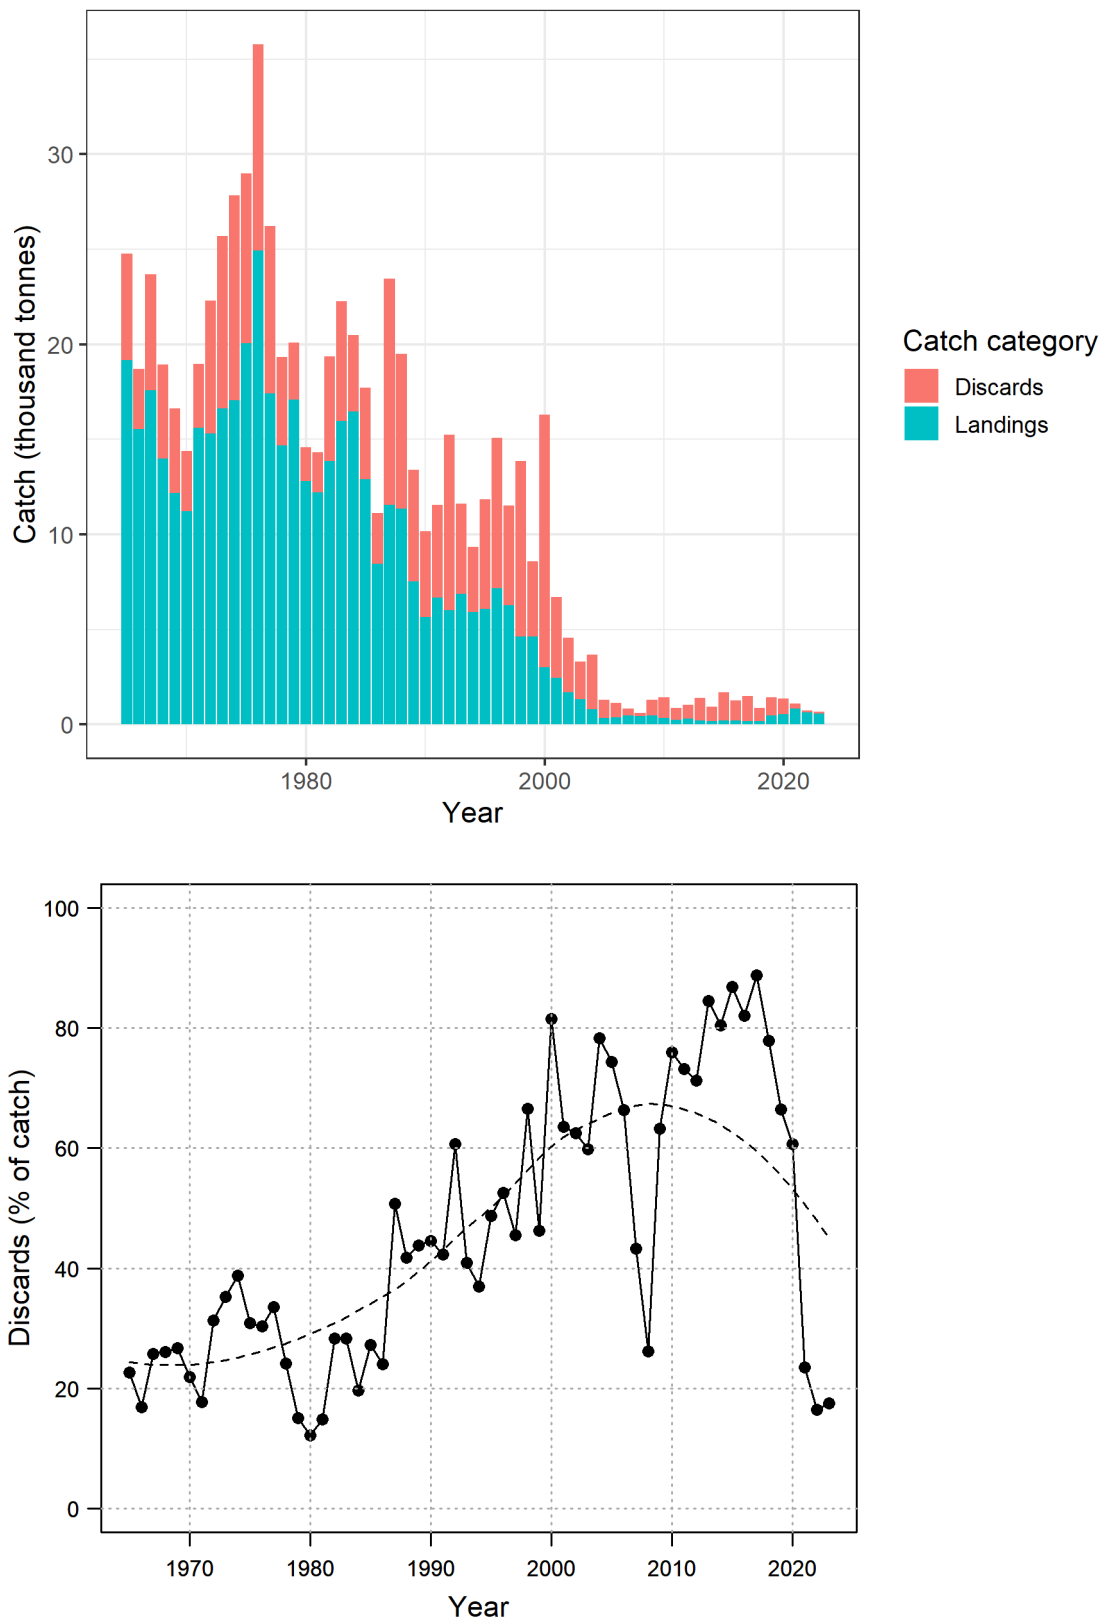 30
20
10
0
Catch (thousand tonnes)
1980 2000 2020
Year
Catch category
Discards
Landings
100
80
60
40
20
0
Discards (% of catch)
1970 1980 1990 2000 2010 2020
Year